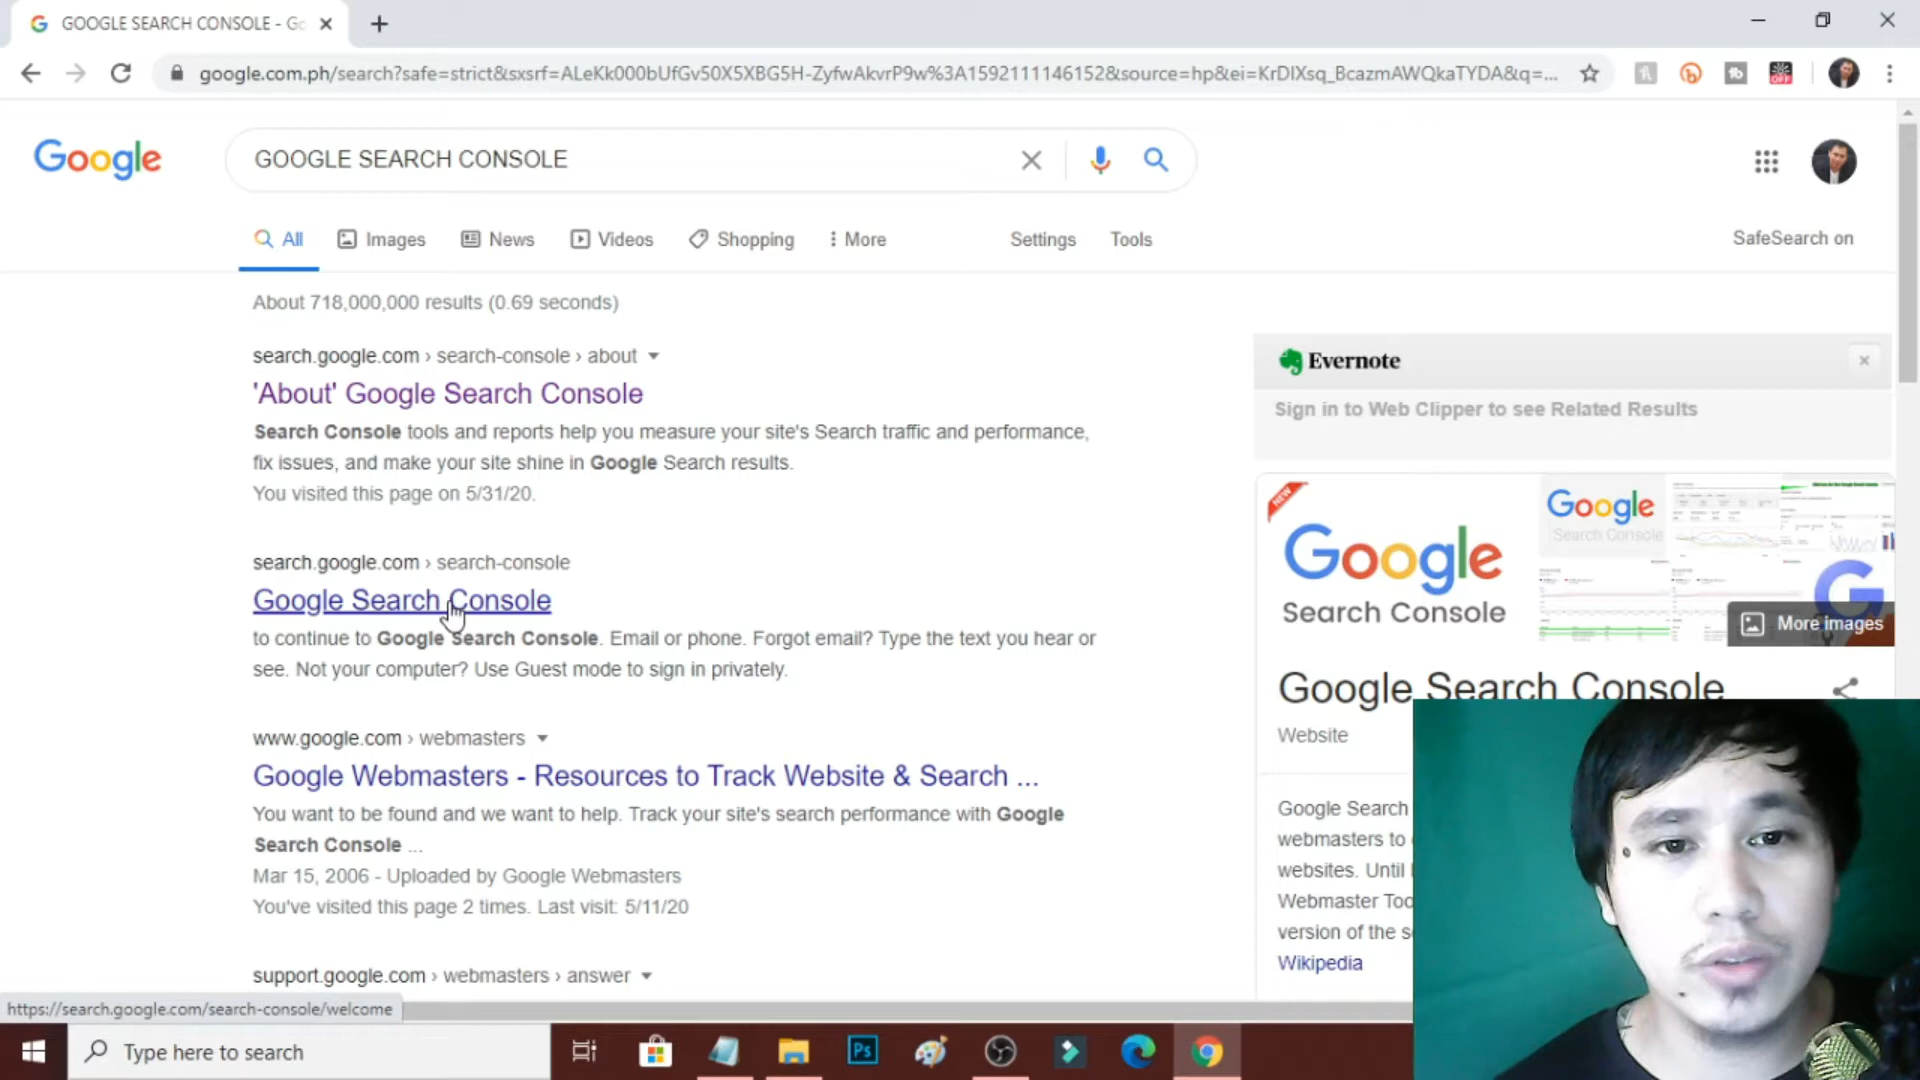 GOOGLE SEARCH CONSOLE - Go
google.com.ph/search?safe=strict&sxsrf=ALeKk000bUfGv50X5XBG5H-ZyfwAkvrP9w%3A1592111146152&source=hp&ei=KrDlXsq_BcazmAWQkaTYDA&q=...
Google
GOOGLE SEARCH CONSOLE
All Images News Videos Shopping More Settings Tools
SafeSearch on
About 718,000,000 results (0.69 seconds)
search.google.com › search-console › about
'About' Google Search Console
Search Console tools and reports help you measure your site's Search traffic and performance,
fix issues, and make your site shine in Google Search results.
You visited this page on 5/31/20.
search.google.com › search-console
Google Search Console
to continue to Google Search Console. Email or phone. Forgot email? Type the text you hear or
see. Not your computer? Use Guest mode to sign in privately.
www.google.com › webmasters
Google Webmasters - Resources to Track Website & Search ...
You want to be found and we want to help. Track your site's search performance with Google
Search Console ...
Mar 15, 2006 - Uploaded by Google Webmasters
You've visited this page 2 times. Last visit: 5/11/20
support.google.com › webmasters › answer
Evernote
Sign in to Web Clipper to see Related Results
NEW
Google
Search Console
Google
Search Console
More images
Google Search Console
Website
Google Search
webmasters to
websites. Until
Webmaster
version of the
Wikipedia
https://search.google.com/search-console/welcome
Type here to search
Ps
OFF